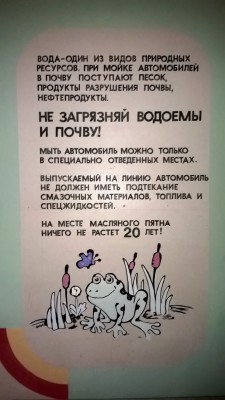 ВОДА-ОДИН ИЗ ВИДОВ ПРИРОДНЫХ
РЕСУРСОВ. ПРИ МОЙКЕ АВТОМОБИЛЕЙ
В ПОЧВУ ПОСТУПАЮТ ПЕСОК,
ПРОДУКТЫ РАЗРУШЕНИЯ ПОЧВЫ,
НЕФТЕПРОДУКТЫ.
НЕ ЗАГРЯЗНЯЙ ВОДОЕМЫ
И ПОЧВУ!
МЫТЬ АВТОМОБИЛЬ МОЖНО ТОЛЬКО
В СПЕЦИАЛЬНО ОТВЕДЕННЫХ МЕСТАХ.
ВЫПУСКАЕМЫЙ НА ЛИНИЮ АВТОМОБИЛЬ
НЕ ДОЛЖЕН ИМЕТЬ ПОДТЕКАНИЕ
СМАЗОЧНЫХ МАТЕРИАЛОВ, ТОПЛИВА И
СПЕЦЖИДКОСТЕЙ.
НА МЕСТЕ МАСЛЯНОГО ПЯТНА
НИЧЕГО НЕ РАСТЕТ 20 ЛЕТ!